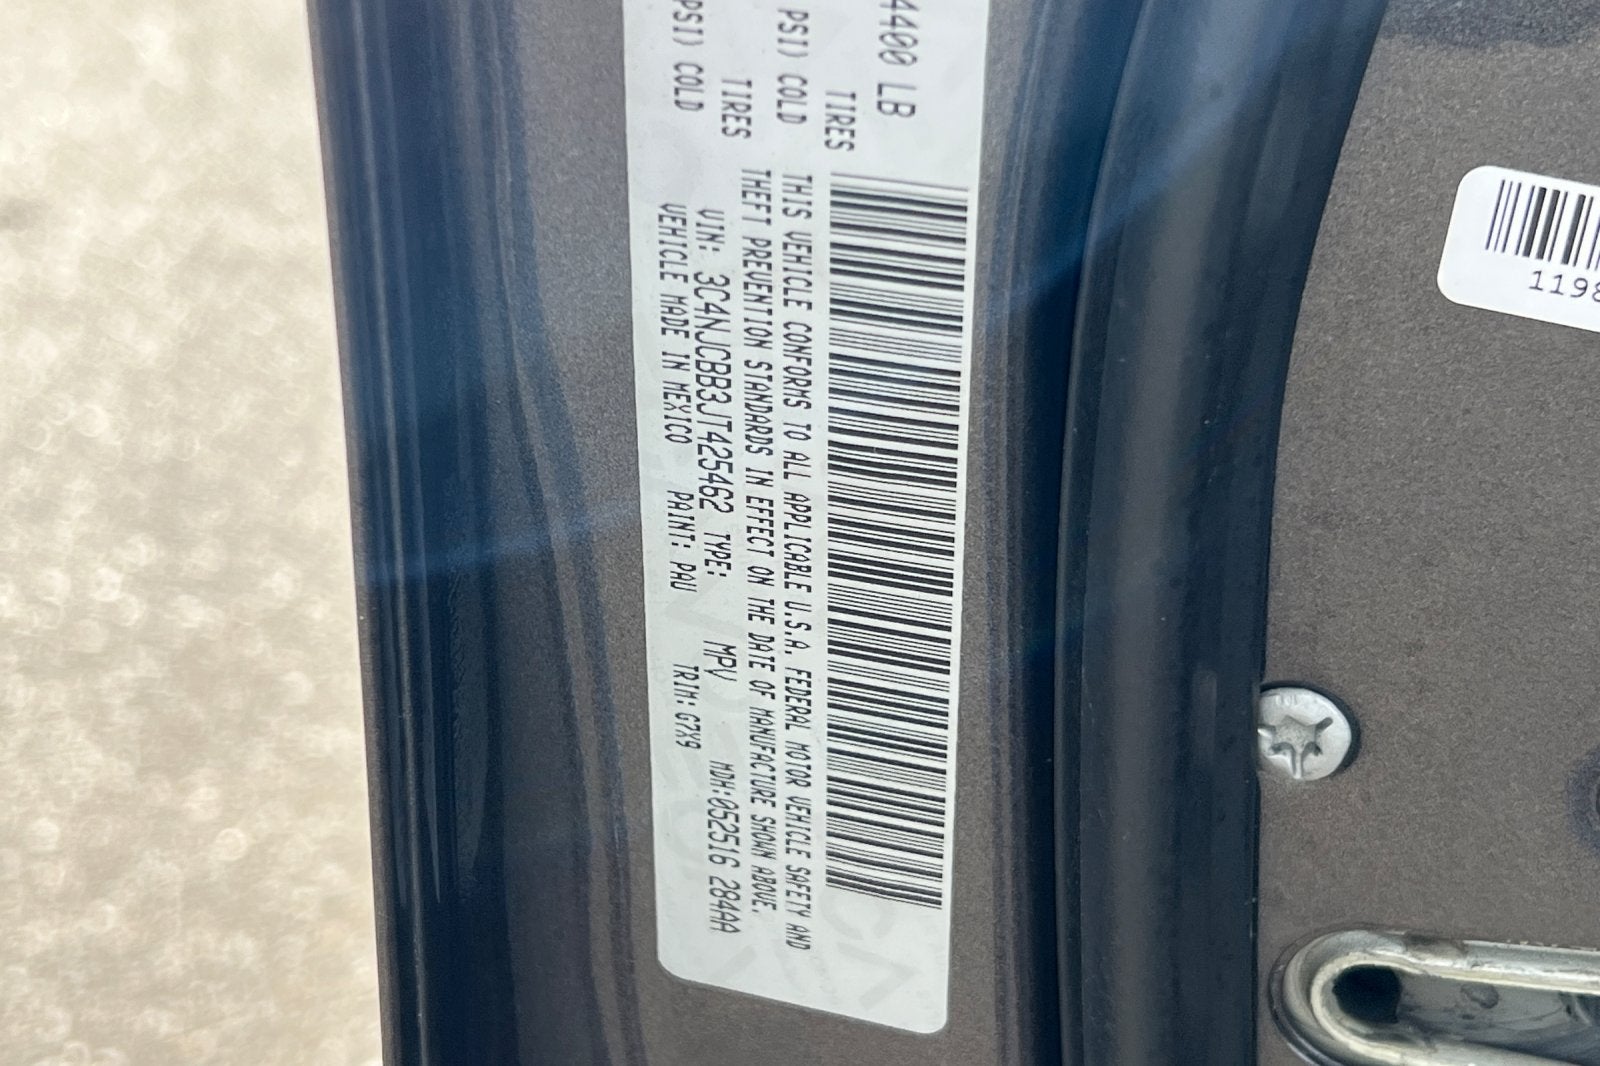 4400 LB
TIRES
PSI) COLD
TIRES
PSI) COLD
THIS VEHICLE CONFORMS TO ALL APPLICABLE U.S.A. FEDERAL MOTOR VEHICLE SAFETY AND
THEFT PREVENTION STANDARDS IN EFFECT ON THE DATE OF MANUFACTURE SHOWN ABOVE.
VIN: 3C4NJCBB3JT425462 TYPE: MPV MDH:052516 284AA
VEHICLE MADE IN MEXICO PAINT: PAU TRIM: G7X9
1198